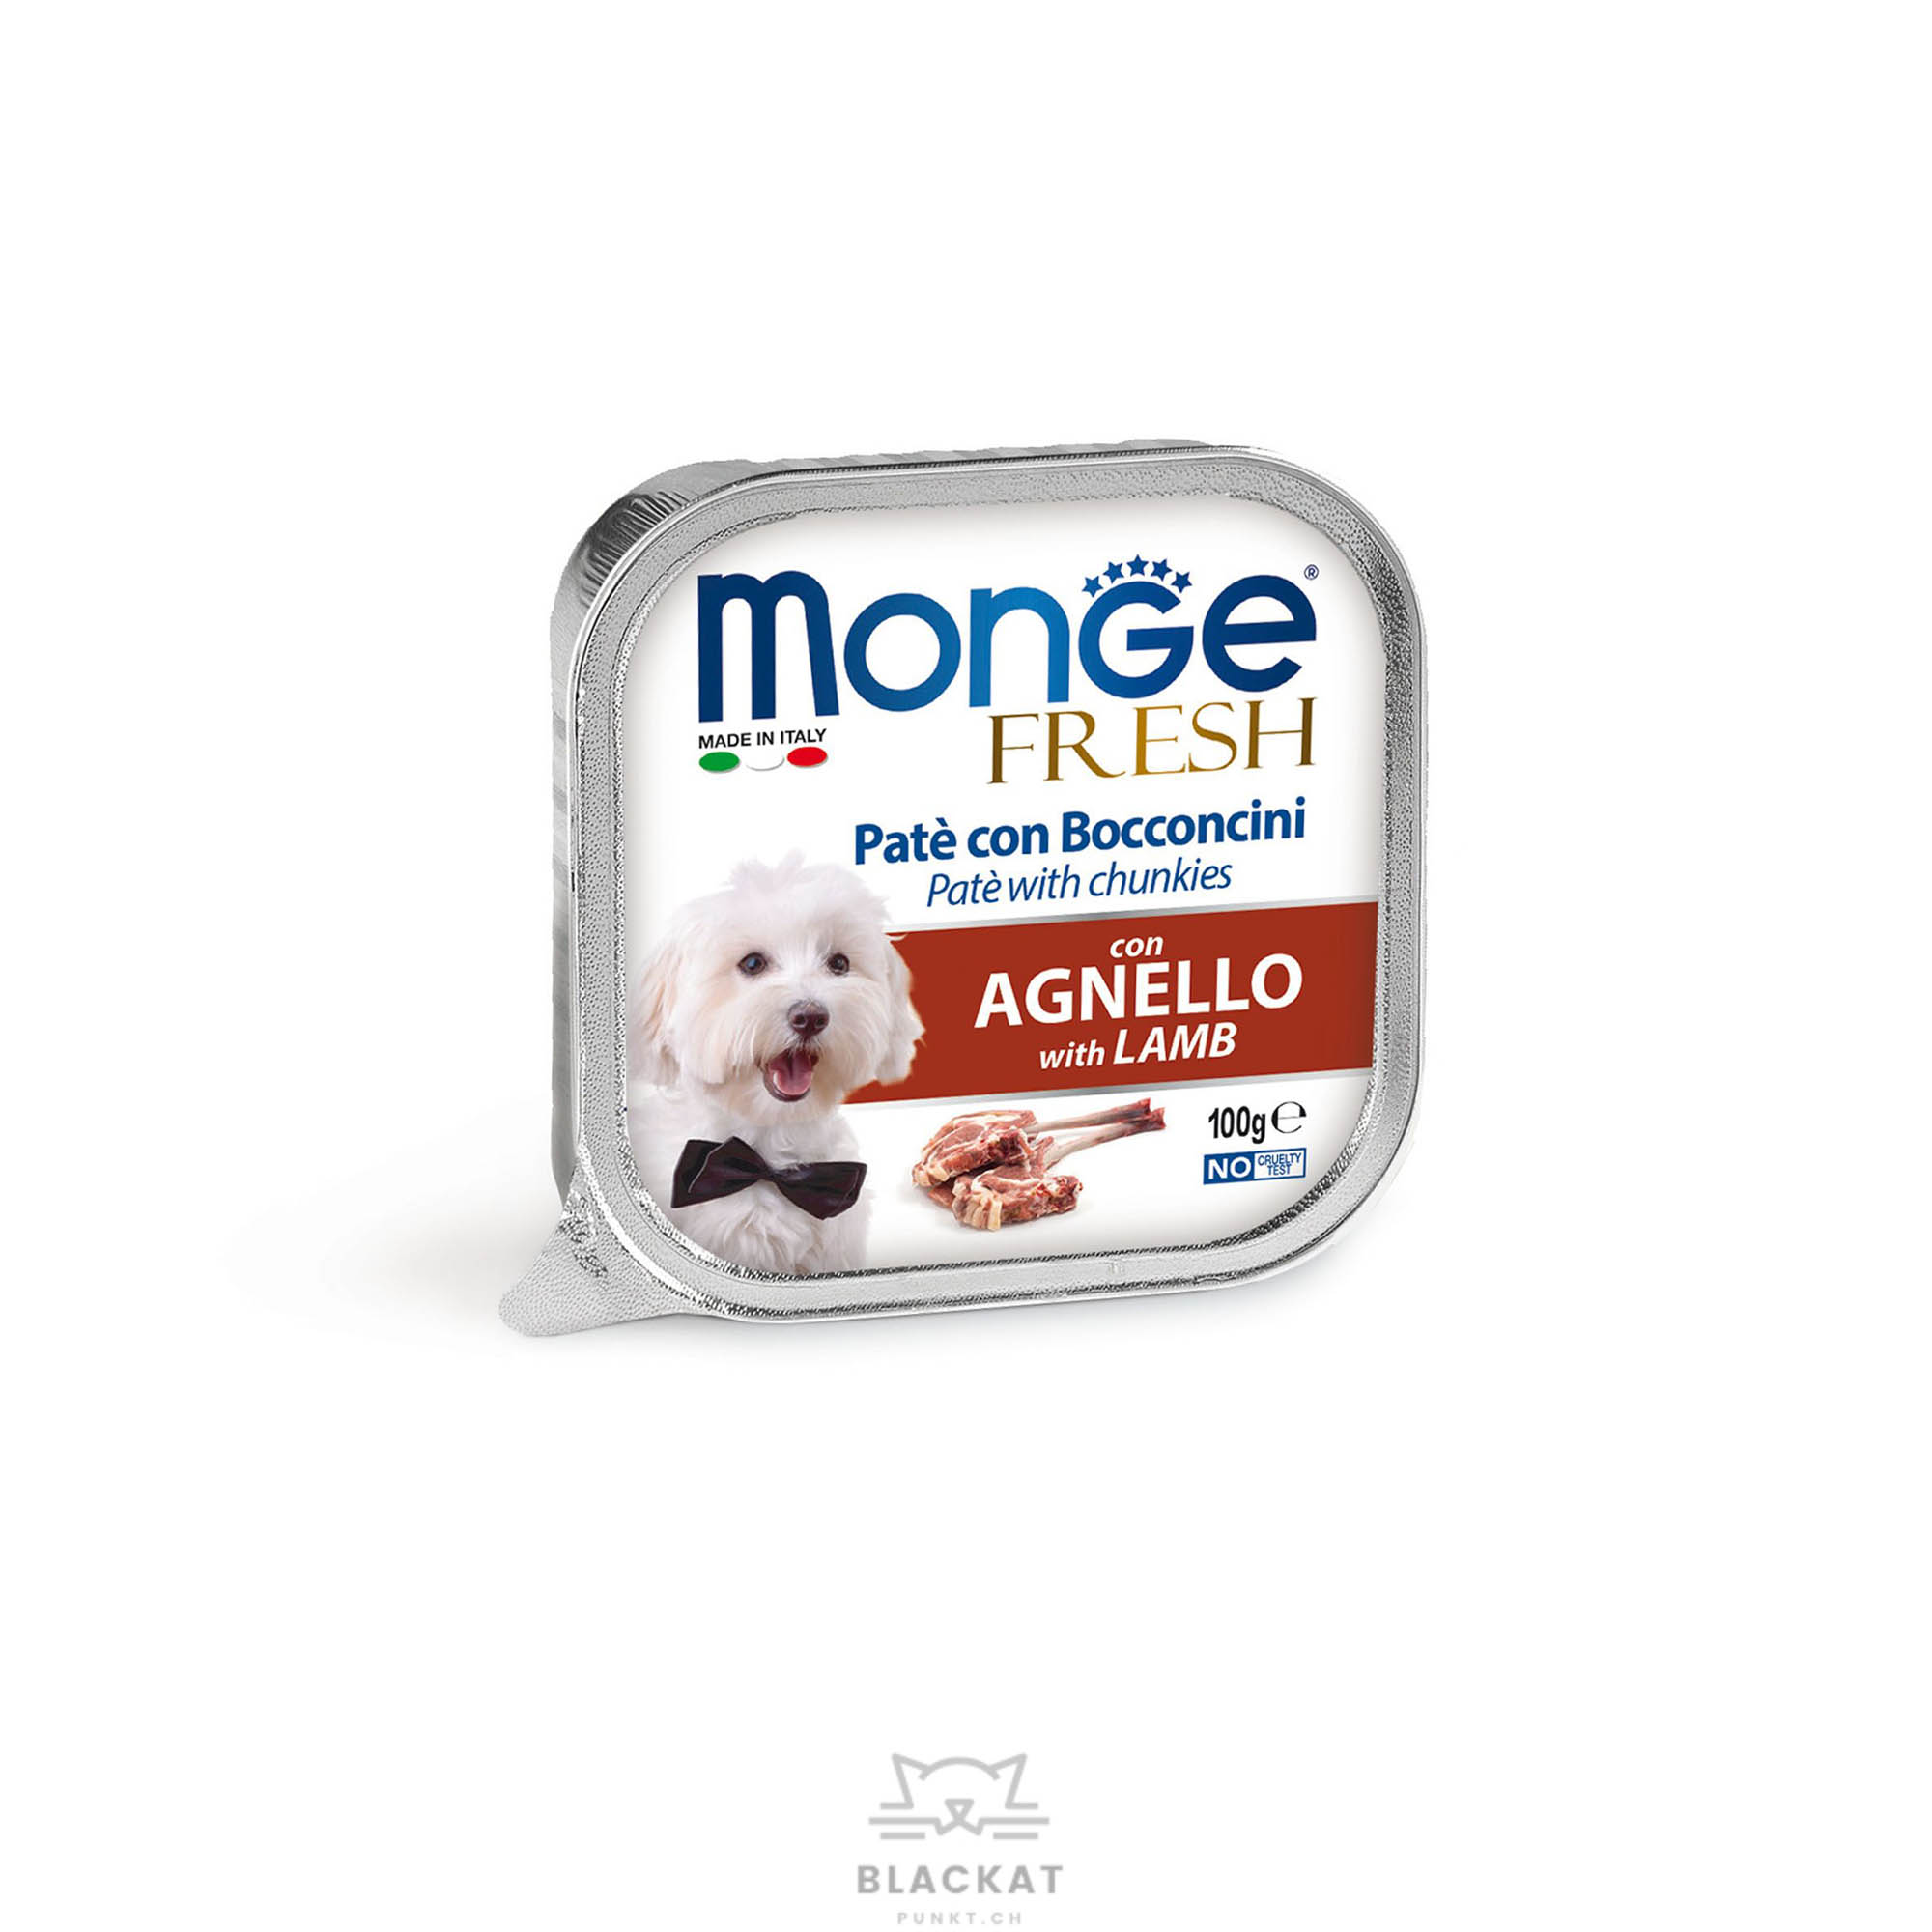 monGe®
MADE IN ITALY
FRESH
Patè con Bocconcini
Patè with chunkies
con
AGNELLO
with LAMB
100g ℮
NO CRUELTY TEST
BLACKAT
PUNKT.CH